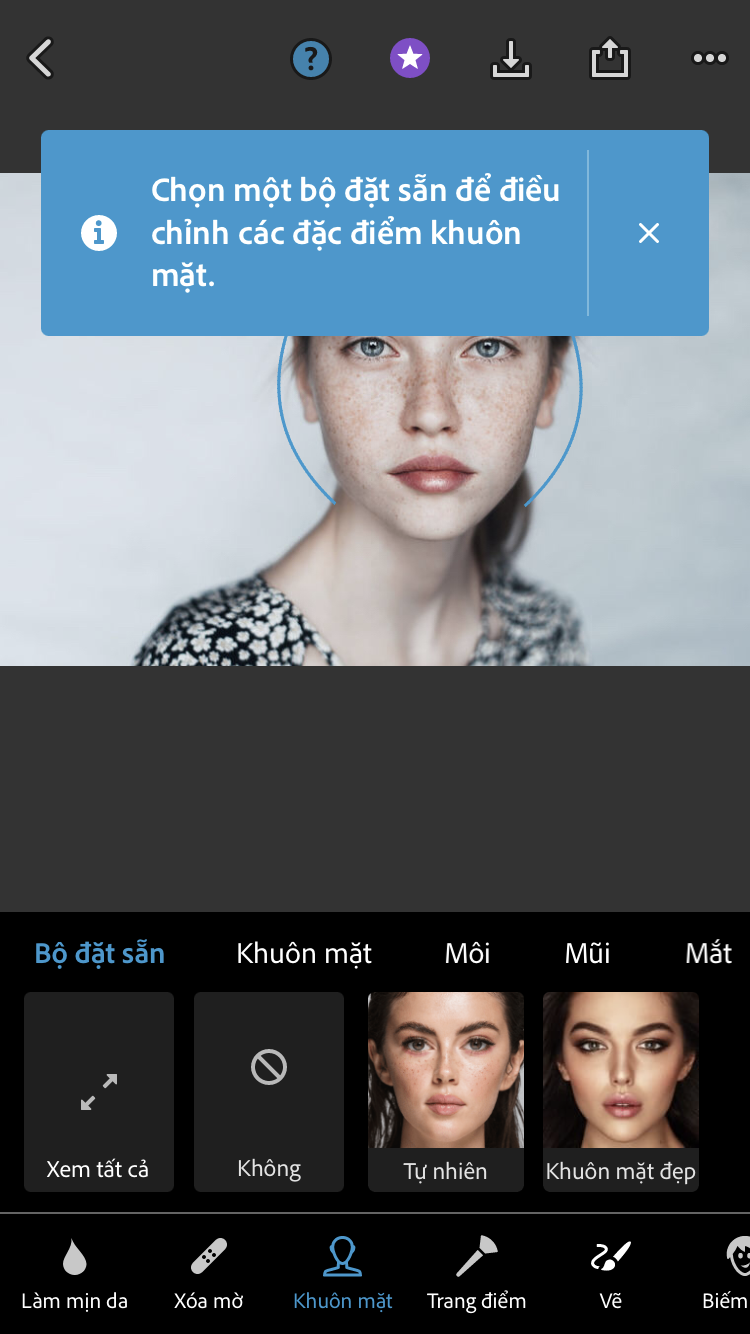 Chọn một bộ đặt sẵn để điều
chỉnh các đặc điểm khuôn
mặt.
Bộ đặt sẵn Khuôn mặt Môi Mũi Mắt
Xem tất cả Không Tự nhiên Khuôn mặt đẹp
Làm mịn da Xóa mờ Khuôn mặt Trang điểm Vẽ Biếm